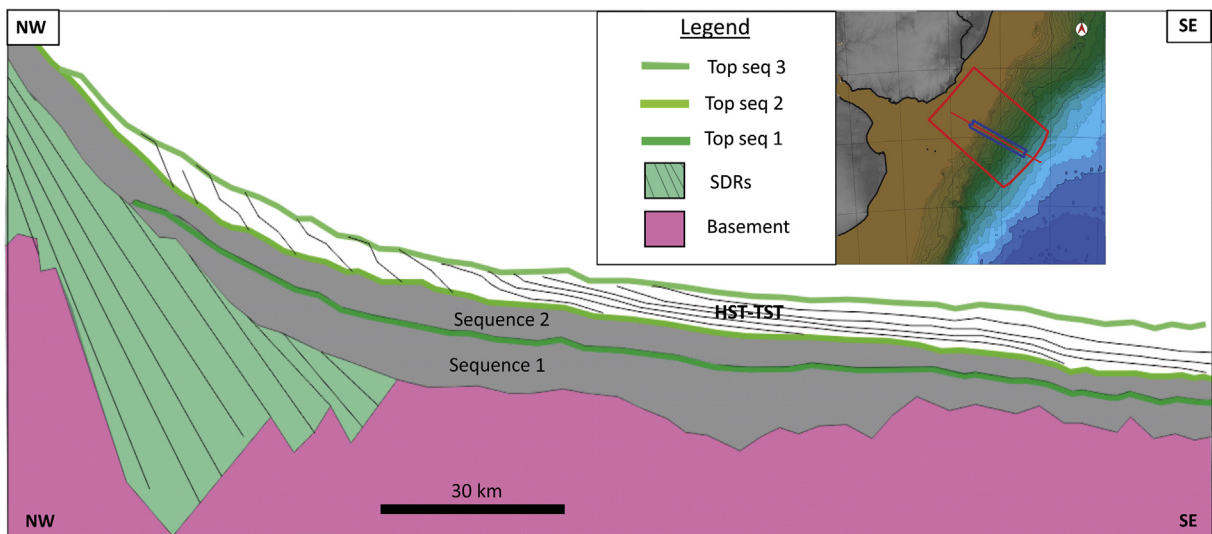 NW
SE
Legend
Top seq 3
Top seq 2
Top seq 1
SDRs
Basement
HST-TST
Sequence 2
Sequence 1
30 km
NW
SE